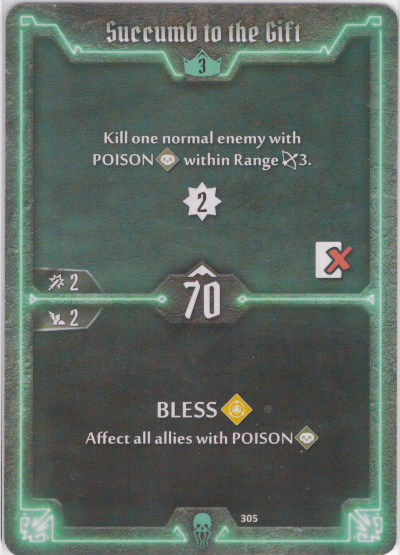 Succumb to the Gift
3
Kill one normal enemy with
POISON within Range 3.
2
2
70
2
BLESS
Affect all allies with POISON
305